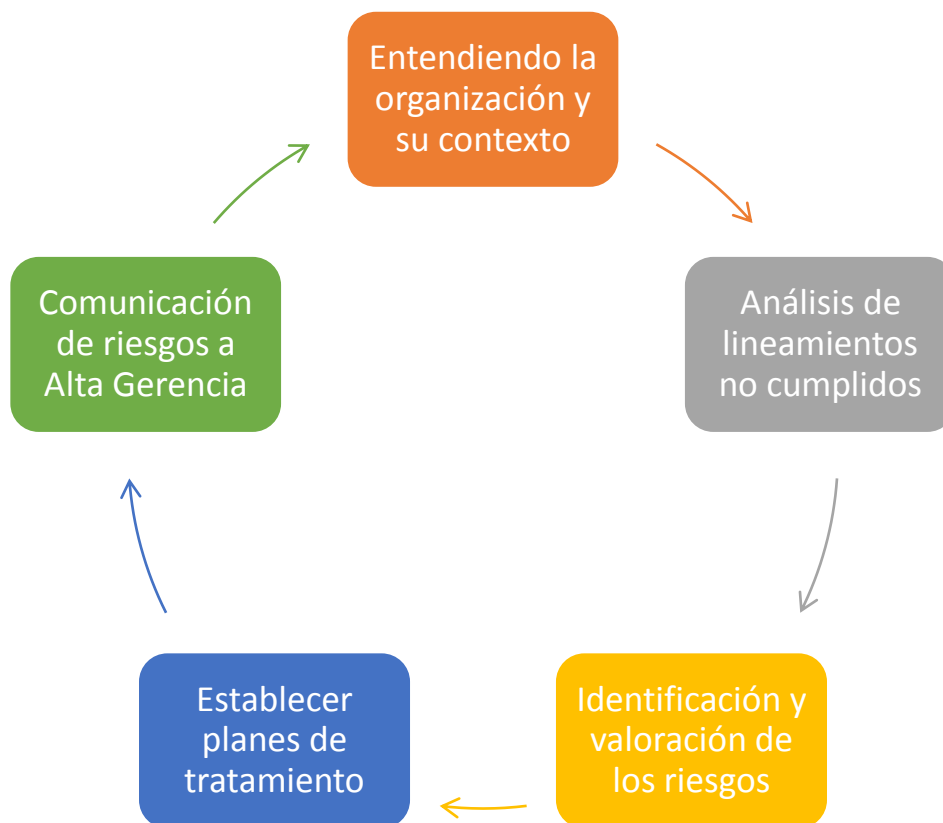 Entendiendo la
organización y
su contexto
Análisis de
lineamientos
no cumplidos
Identificación y
valoración de
los riesgos
Establecer
planes de
tratamiento
Comunicación
de riesgos a
Alta Gerencia